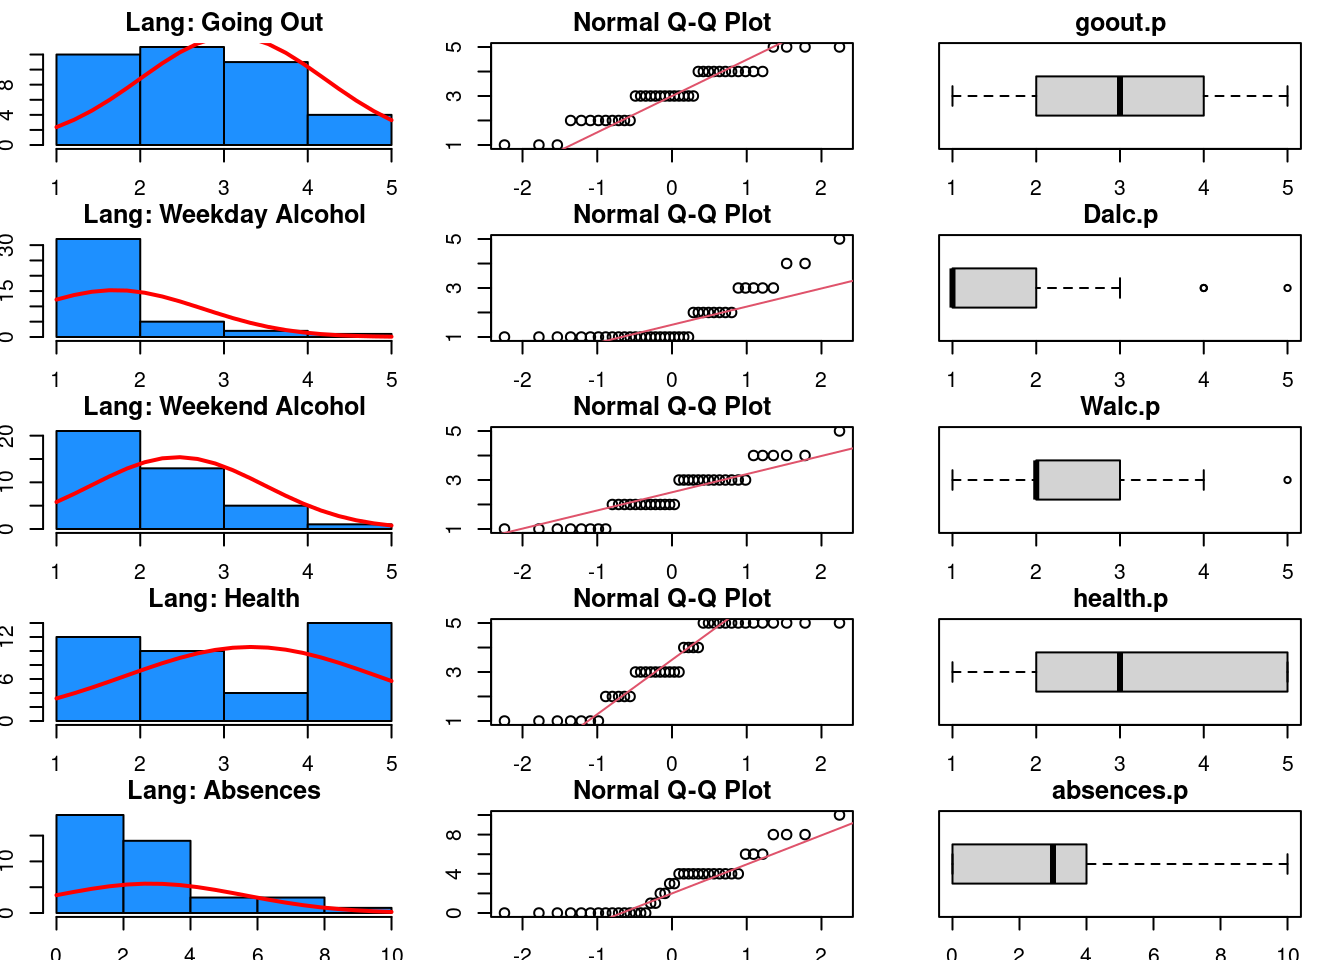 Lang: Going Out
Normal Q-Q Plot
goout.p
0 4 8
1 3 5
1 2 3 4 5
-2 -1 0 1 2
1 2 3 4 5
Lang: Weekday Alcohol
Normal Q-Q Plot
Dalc.p
0 15 30
1 3 5
1 2 3 4 5
-2 -1 0 1 2
1 2 3 4 5
Lang: Weekend Alcohol
Normal Q-Q Plot
Walc.p
0 10 20
1 3 5
1 2 3 4 5
-2 -1 0 1 2
1 2 3 4 5
Lang: Health
Normal Q-Q Plot
health.p
0 6 12
1 3 5
1 2 3 4 5
-2 -1 0 1 2
1 2 3 4 5
Lang: Absences
Normal Q-Q Plot
absences.p
0 10
0 4 8
0 2 4 6 8 10
-2 -1 0 1 2
0 2 4 6 8 10